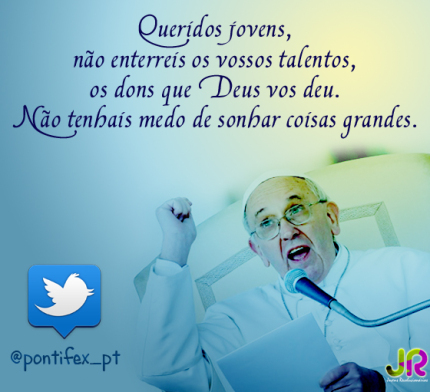 Queridos jovens,
não enterreis os vossos talentos,
os dons que Deus vos deu.
Não tenhais medo de sonhar coisas grandes.
@pontifex_pt
JR